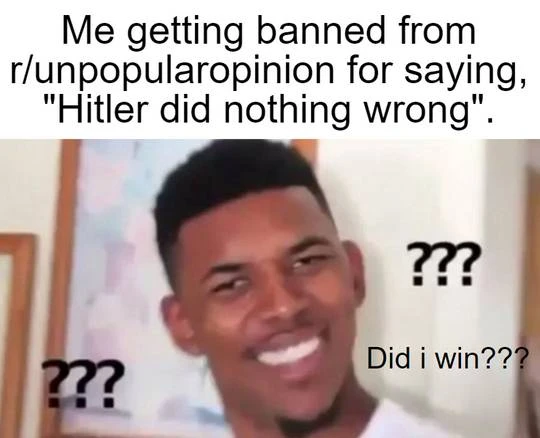 Me getting banned from
r/unpopularopinion for saying,
"Hitler did nothing wrong".
???
Did i win???
???